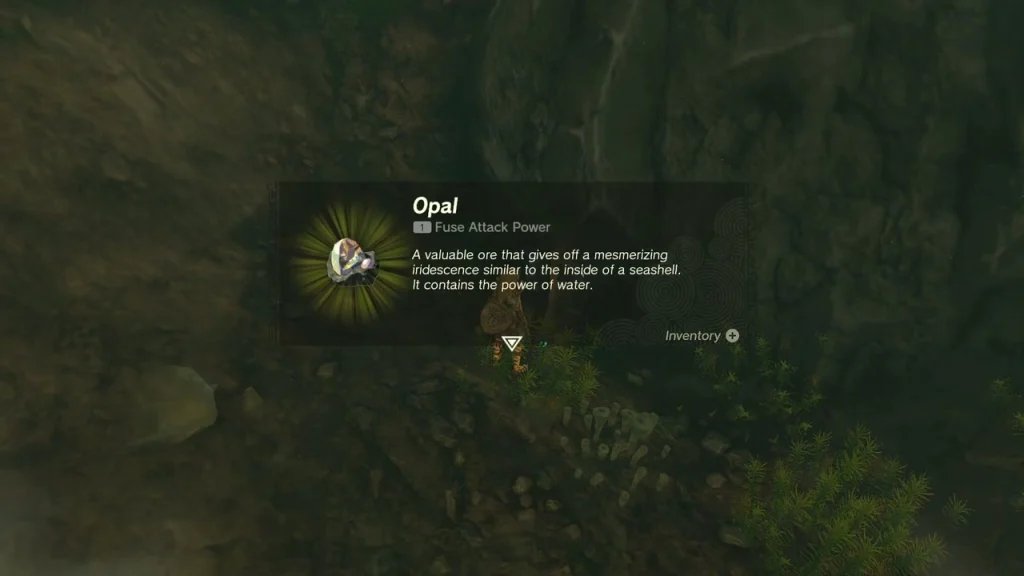 Opal
1 Fuse Attack Power
A valuable ore that gives off a mesmerizing
iridescence similar to the inside of a seashell.
It contains the power of water.
Inventory